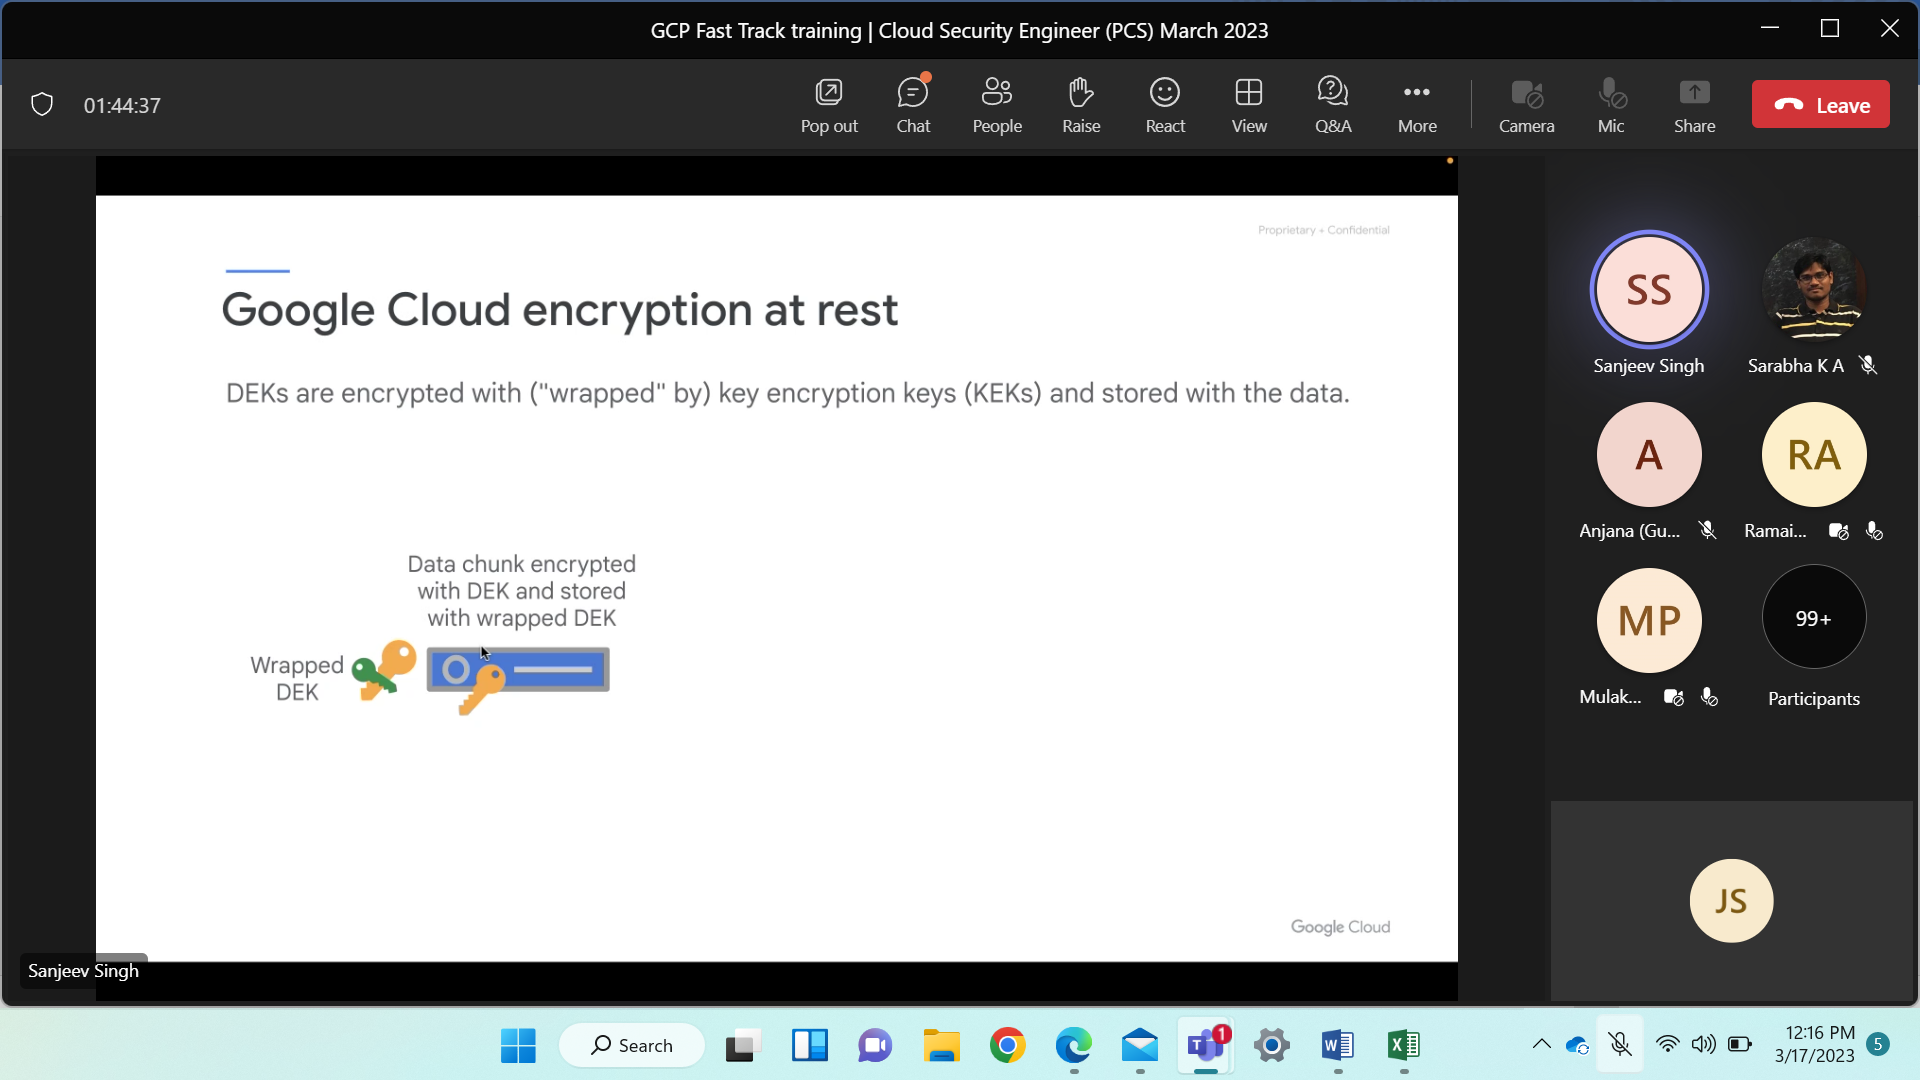 GCP Fast Track training | Cloud Security Engineer (PCS) March 2023
01:44:37
Pop out
Chat
People
Raise
React
View
Q&A
More
Camera
Mic
Share
Leave
Proprietary + Confidential
Google Cloud encryption at rest
DEKs are encrypted with ("wrapped" by) key encryption keys (KEKs) and stored with the data.
Data chunk encrypted
with DEK and stored
with wrapped DEK
Wrapped
DEK
Google Cloud
Sanjeev Singh
SS
Sanjeev Singh
Sarabha K A
A
RA
Anjana (Gu...
Ramai...
MP
99+
Mulak...
Participants
JS
Search
T
1
W
X
12:16 PM
3/17/2023
5